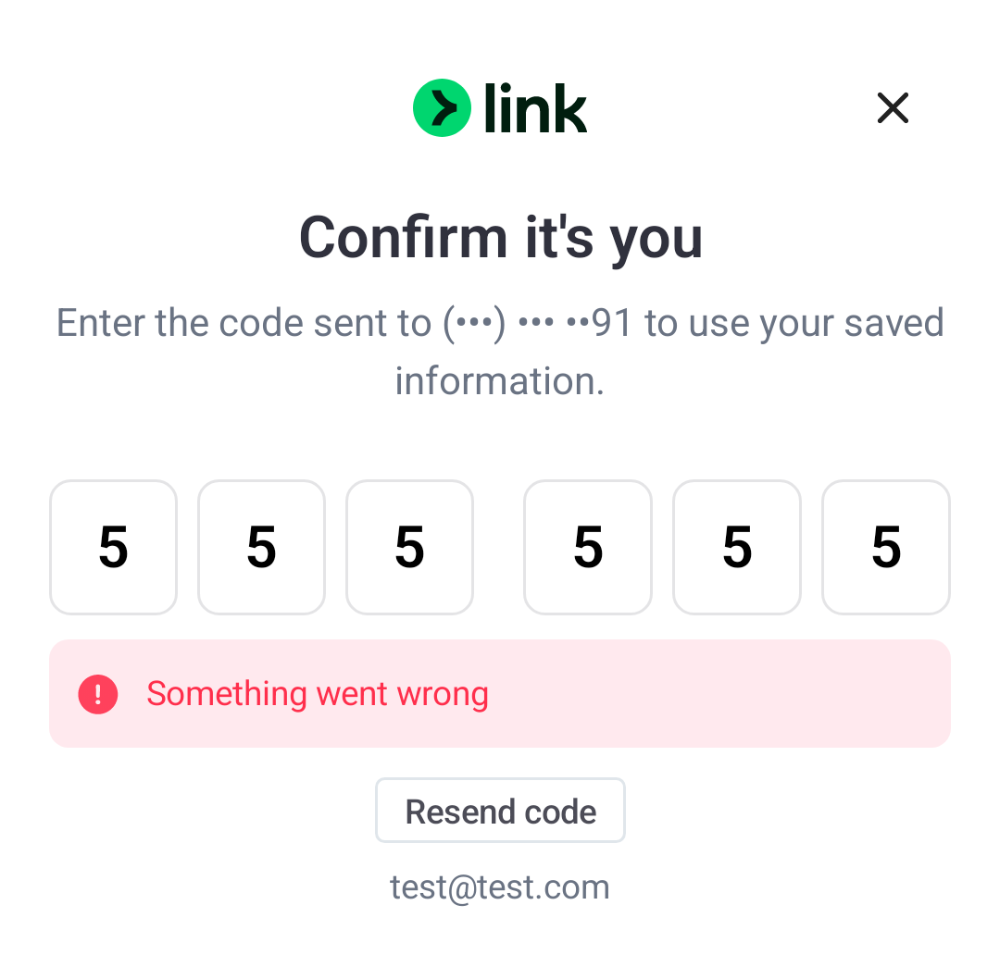 link
Confirm it's you
Enter the code sent to (•••) ••• ••91 to use your saved
information.
5 5 5 5 5 5
Something went wrong
Resend code
test@test.com